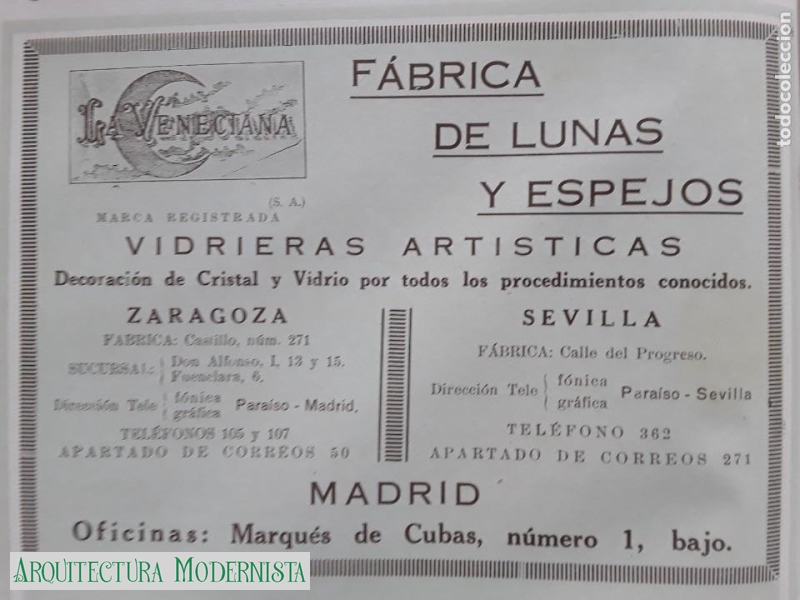 LA VENECIANA
(S. A.)
MARCA REGISTRADA
FÁBRICA
DE LUNAS
Y ESPEJOS
VIDRIERAS ARTISTICAS
Decoración de Cristal y Vidrio por todos los procedimientos conocidos.
ZARAGOZA
FABRICA: Castillo, núm. 271
SUCURSAL: Don Alfonso, I, 13 y 15.
Fuenclara, 6.
Dirección Tele fónica
gráfica Paraíso - Madrid.
TELÉFONOS 105 y 107
APARTADO DE CORREOS 50
SEVILLA
FÁBRICA: Calle del Progreso.
Dirección Tele fónica
gráfica Paraíso - Sevilla
TELÉFONO 362
APARTADO DE CORREOS 271
MADRID
Oficinas: Marqués de Cubas, número 1, bajo.
ARQUITECTURA MODERNISTA
todocoleccion